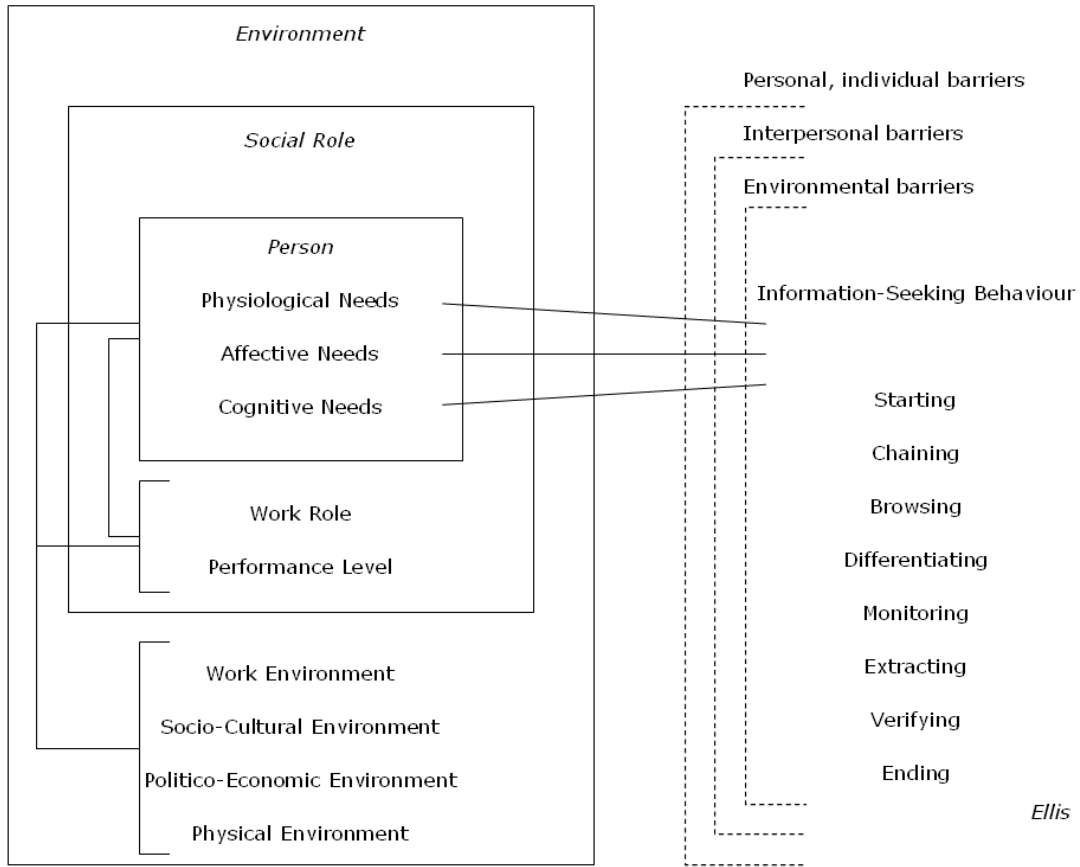 Environment
Social Role
Person
Physiological Needs
Affective Needs
Cognitive Needs
Work Role
Performance Level
Work Environment
Socio-Cultural Environment
Politico-Economic Environment
Physical Environment
Personal, individual barriers
Interpersonal barriers
Environmental barriers
Information-Seeking Behaviour
Starting
Chaining
Browsing
Differentiating
Monitoring
Extracting
Verifying
Ending
Ellis